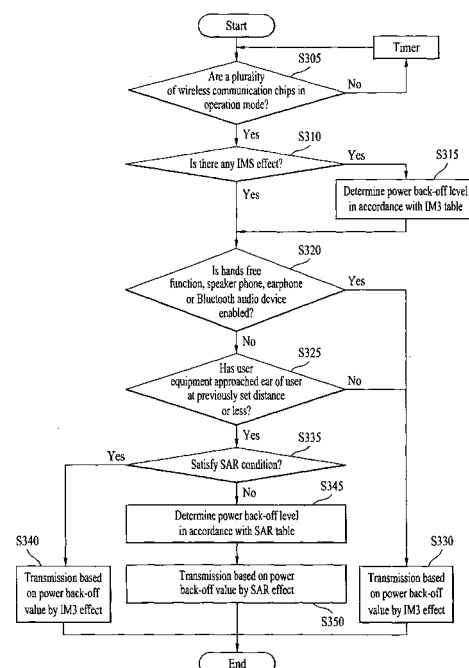 Start
Timer
S305
Are a plurality
of wireless communication chips in
operation mode?
No
Yes
S310
Is there any IMS effect?
Yes
S315
Yes
Determine power back-off level
in accordance with IM3 table
S320
Is hands free
function, speaker phone, earphone
or Bluetooth audio device
enabled?
Yes
No
S325
Has user
equipment approached ear of user
at previously set distance
or less?
No
Yes
S335
Yes
Satisfy SAR condition?
No
S345
Determine power back-off level
in accordance with SAR table
S340
Transmission based
on power back-off
value by IM3 effect
Transmission based on power
back-off value by SAR effect
S350
S330
Transmission based
on power back-off
value by IM3 effect
End